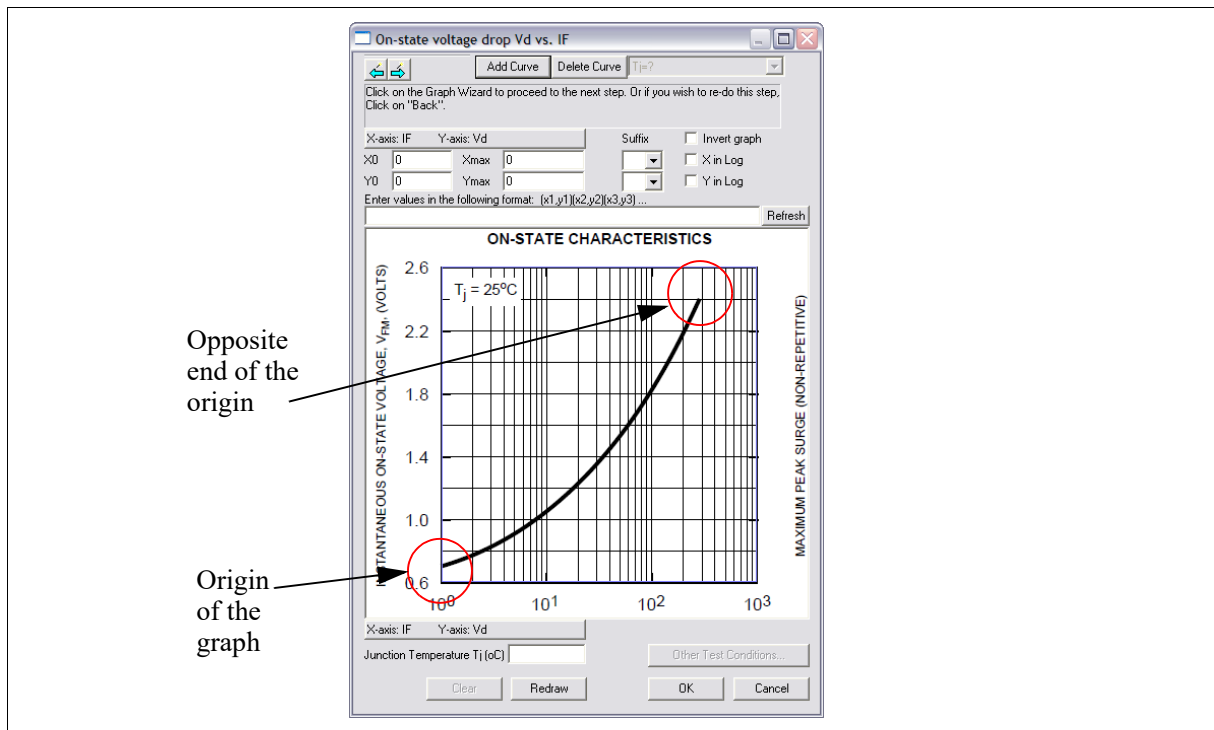 On-state voltage drop Vd vs. IF
Add Curve Delete Curve Tj=?
Click on the Graph Wizard to proceed to the next step. Or if you wish to re-do this step,
Click on "Back".
X-axis: IF Y-axis: Vd Suffix Invert graph
X0 0 Xmax 0 X in Log
Y0 0 Ymax 0 Y in Log
Enter values in the following format: (x1,y1)(x2,y2)(x3,y3) ...
Refresh
ON-STATE CHARACTERISTICS
INSTANTANEOUS ON-STATE VOLTAGE, VFM, (VOLTS)
2.6
2.2
1.8
1.4
1.0
0.6
Tj = 25°C
10⁰ 10¹ 10² 10³
MAXIMUM PEAK SURGE (NON-REPETITIVE)
Opposite
end of the
origin
Origin
of the
graph
X-axis: IF Y-axis: Vd
Junction Temperature Tj (oC) Other Test Conditions...
Clear Redraw OK Cancel